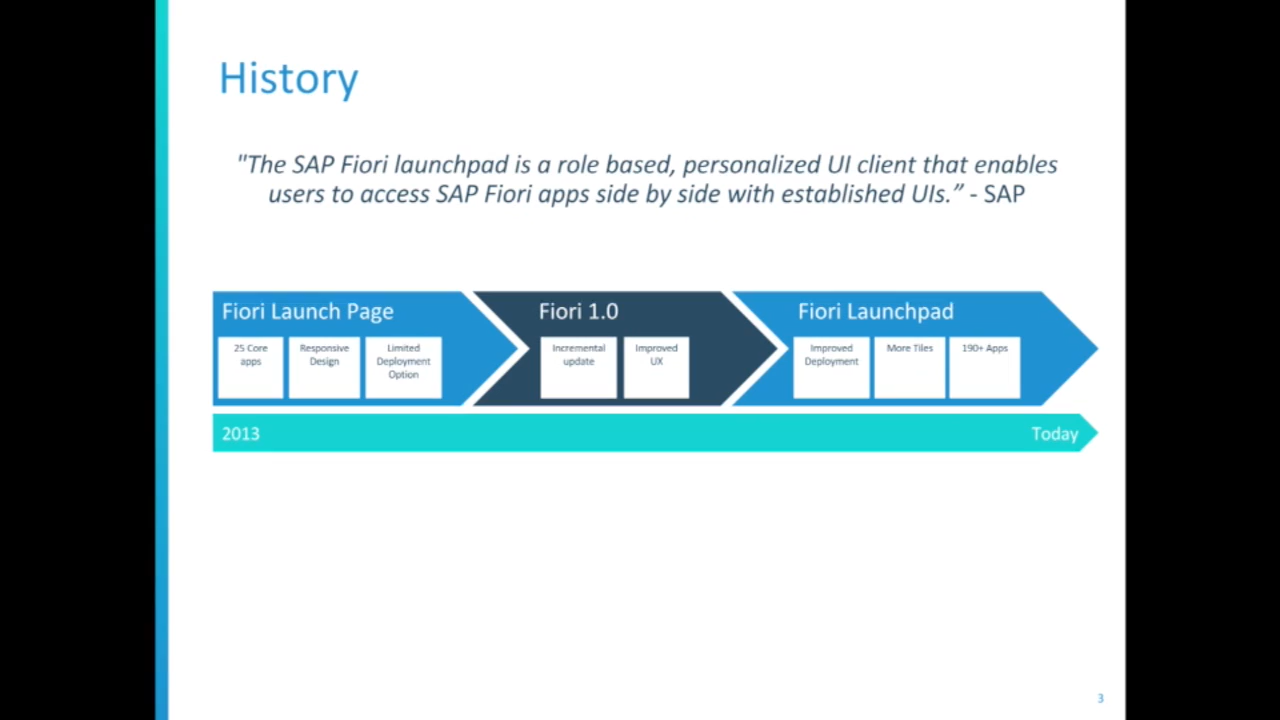 History
"The SAP Fiori launchpad is a role based, personalized UI client that enables
users to access SAP Fiori apps side by side with established UIs.” - SAP
Fiori Launch Page
25 Core
apps
Responsive
Design
Limited
Deployment
Option
Fiori 1.0
Incremental
update
Improved
UX
Fiori Launchpad
Improved
Deployment
More Tiles
190+ Apps
2013
Today
3